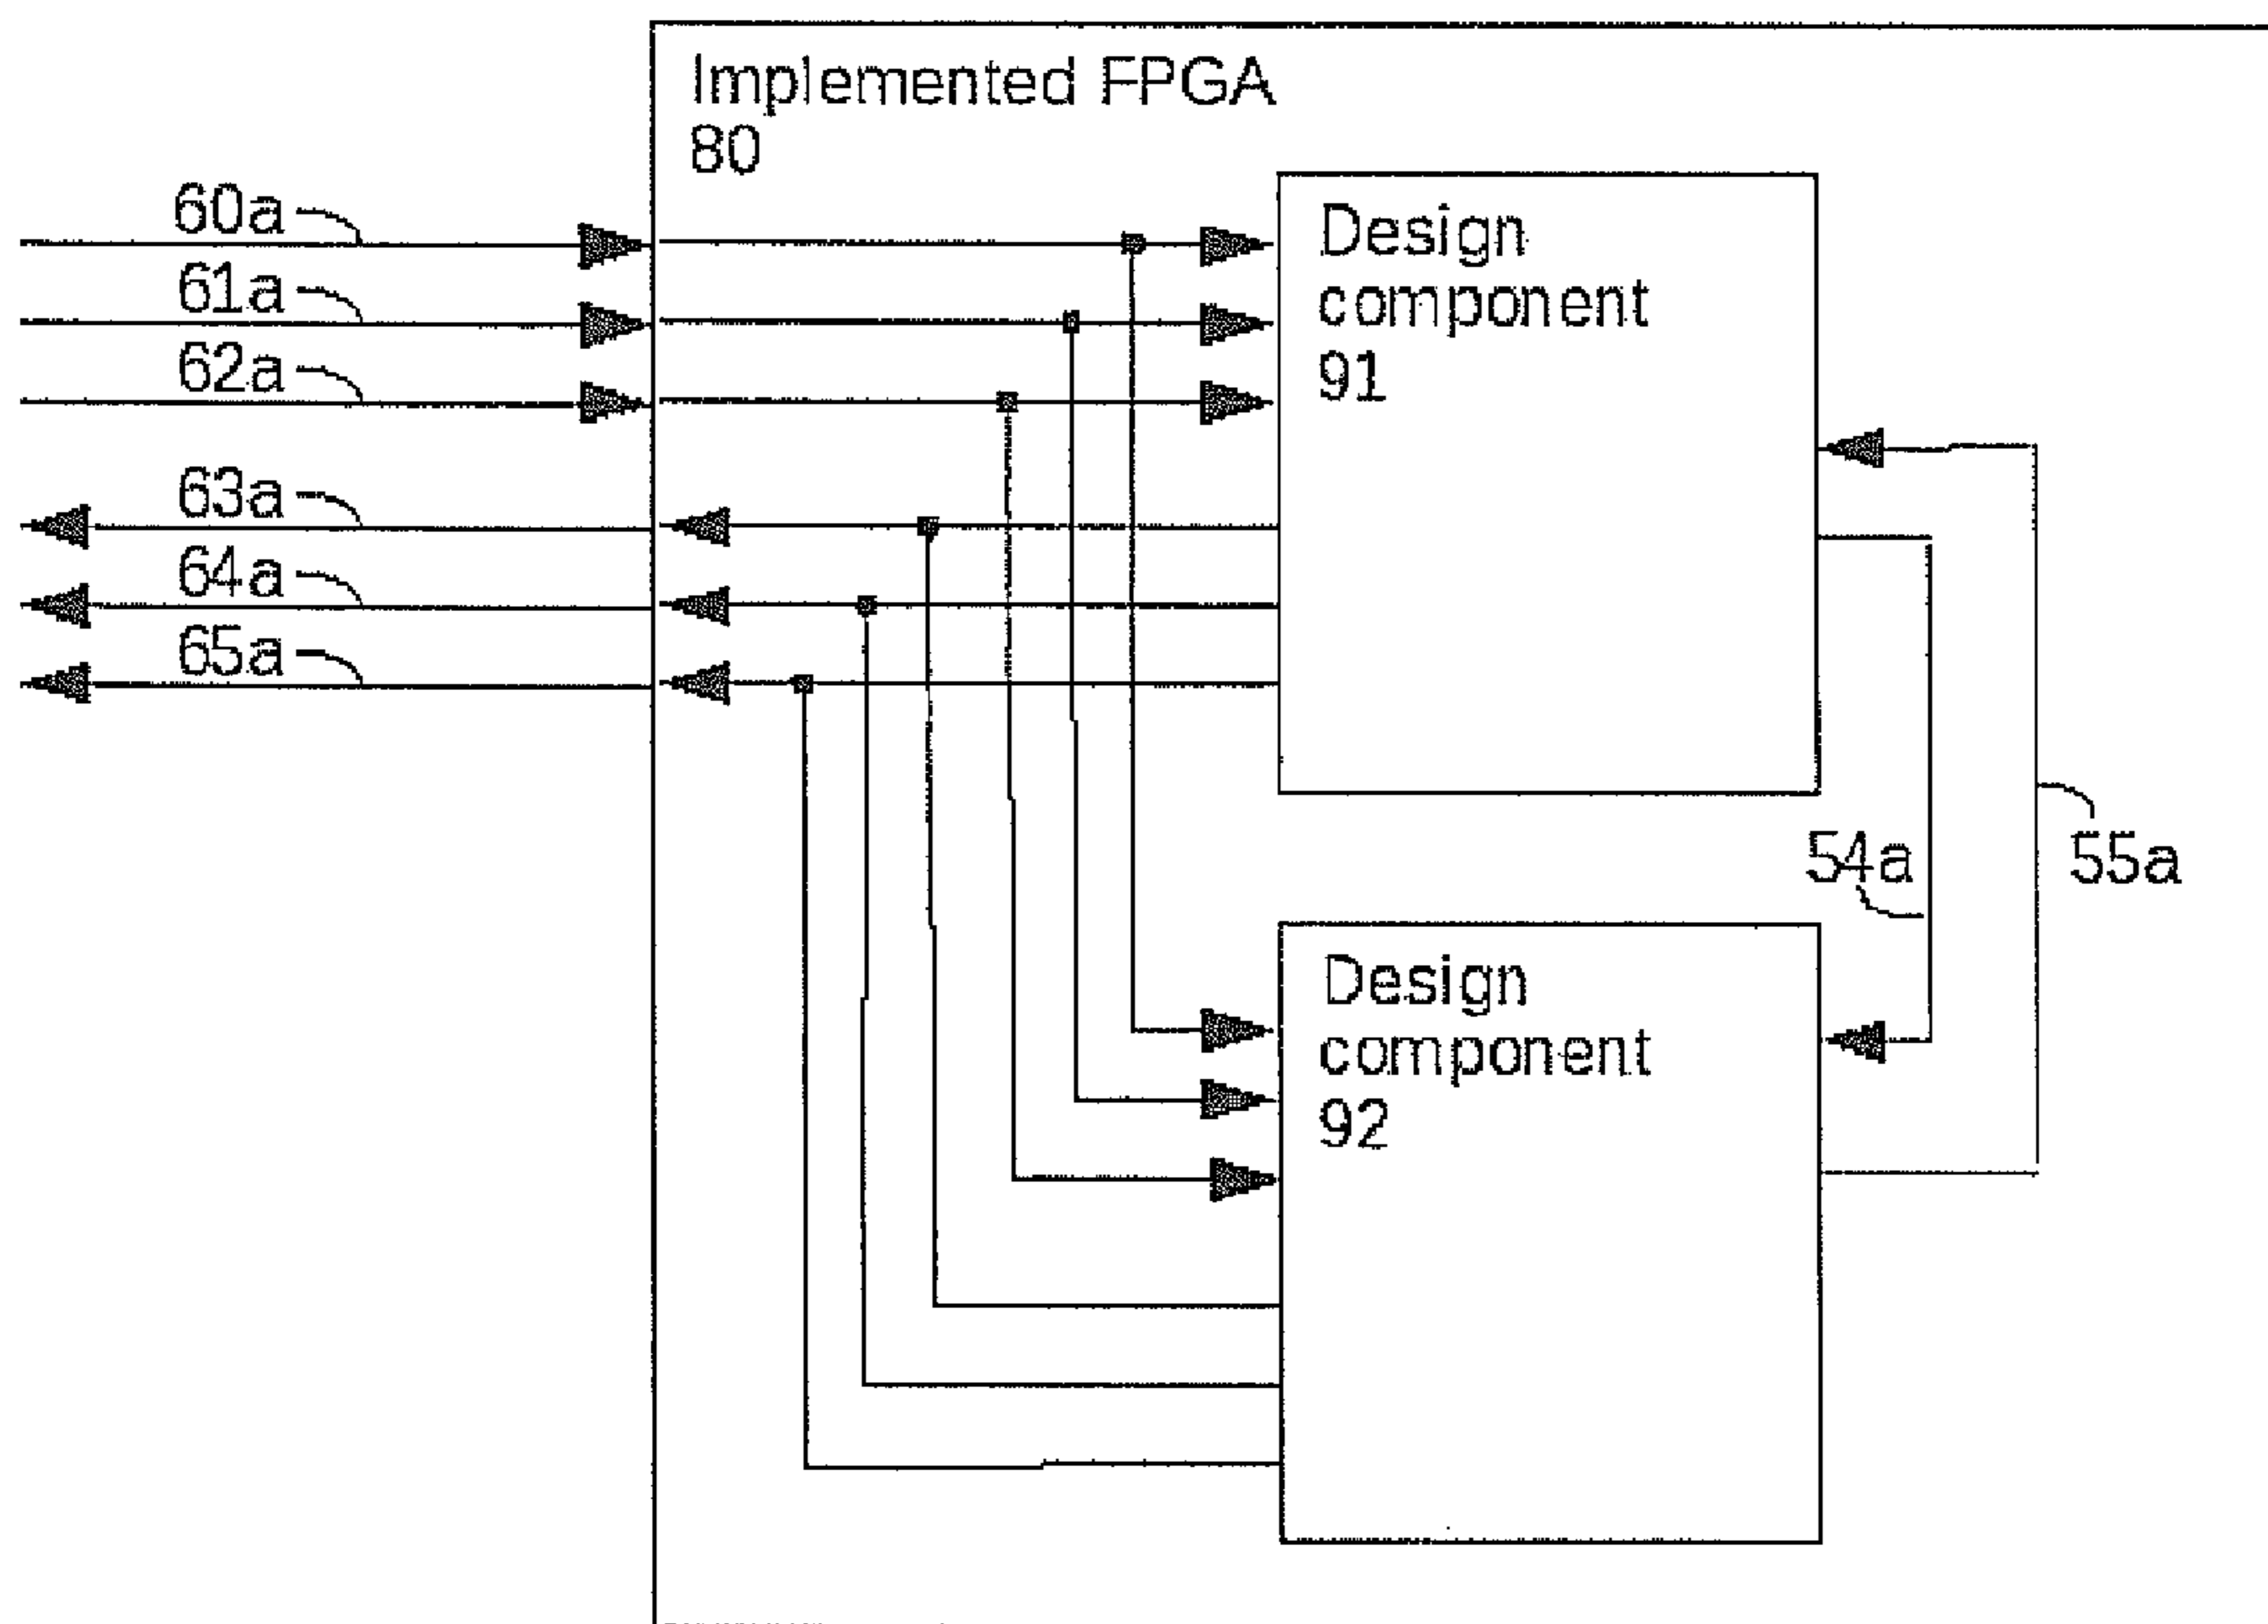 Implemented FPGA
80
60a
61a
62a
63a
64a
65a
Design
component
91
54a
55a
Design
component
92